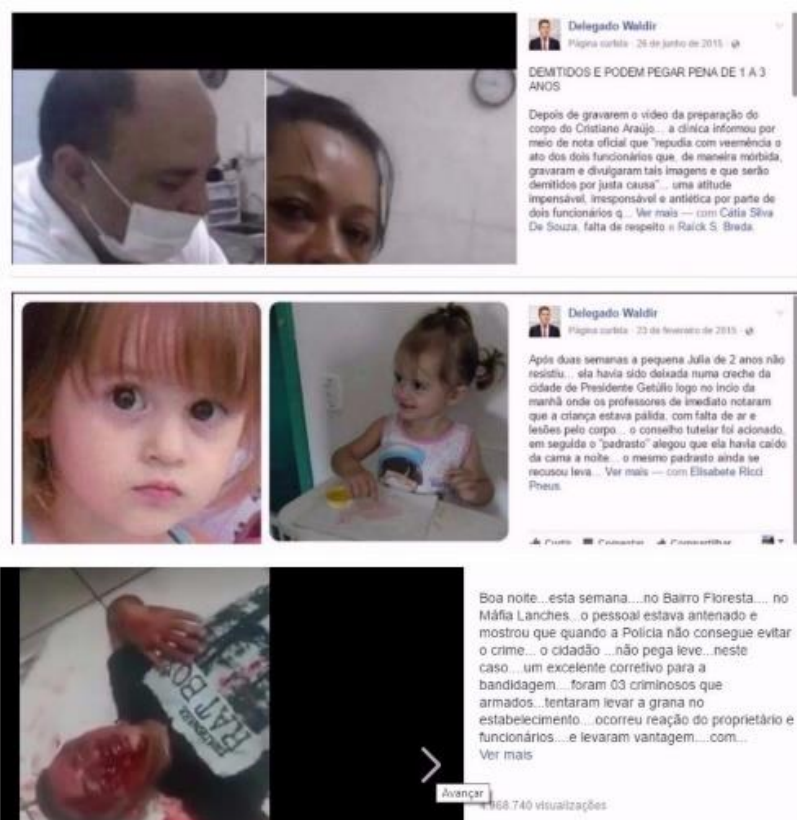 Delegado Waldir
Página curtida · 26 de junho de 2015 ·
DEMITIDOS E PODEM PEGAR PENA DE 1 A 3
ANOS
Depois de gravarem o vídeo da preparação do
corpo do Cristiano Araújo... a clínica informou por
meio de nota oficial que "repudia com veemência o
ato dos dois funcionários que, de maneira mórbida,
gravaram e divulgaram tais imagens e que serão
demitidos por justa causa"... uma atitude
impensável, irresponsável e antiética por parte de
dois funcionários q... Ver mais — com Cátia Silva
De Souza, falta de respeito e Raick S. Breda.
Delegado Waldir
Página curtida · 23 de fevereiro de 2015 ·
Após duas semanas a pequena Julia de 2 anos não
resistiu... ela havia sido deixada numa creche da
cidade de Presidente Getúlio logo no incio da
manhã onde os professores de imediato notaram
que a criança estava pálida, com falta de ar e
lesões pelo corpo... o conselho tutelar foi acionado,
em seguida o "padrasto" alegou que ela havia caído
da cama a noite... o mesmo padrasto ainda se
recusou leva... Ver mais — com Elisabete Ricci
Pneus.
Curtir Comentar Compartilhar
RAT BO
Boa noite...esta semana....no Bairro Floresta.... no
Máfia Lanches...o pessoal estava antenado e
mostrou que quando a Polícia não consegue evitar
o crime... o cidadão ...não pega leve...neste
caso....um excelente corretivo para a
bandidagem....foram 03 criminosos que
armados...tentaram levar a grana no
estabelecimento....ocorreu reação do proprietário e
funcionários....e levaram vantagem....com...
Ver mais
Avançar
4.968.740 visualizações